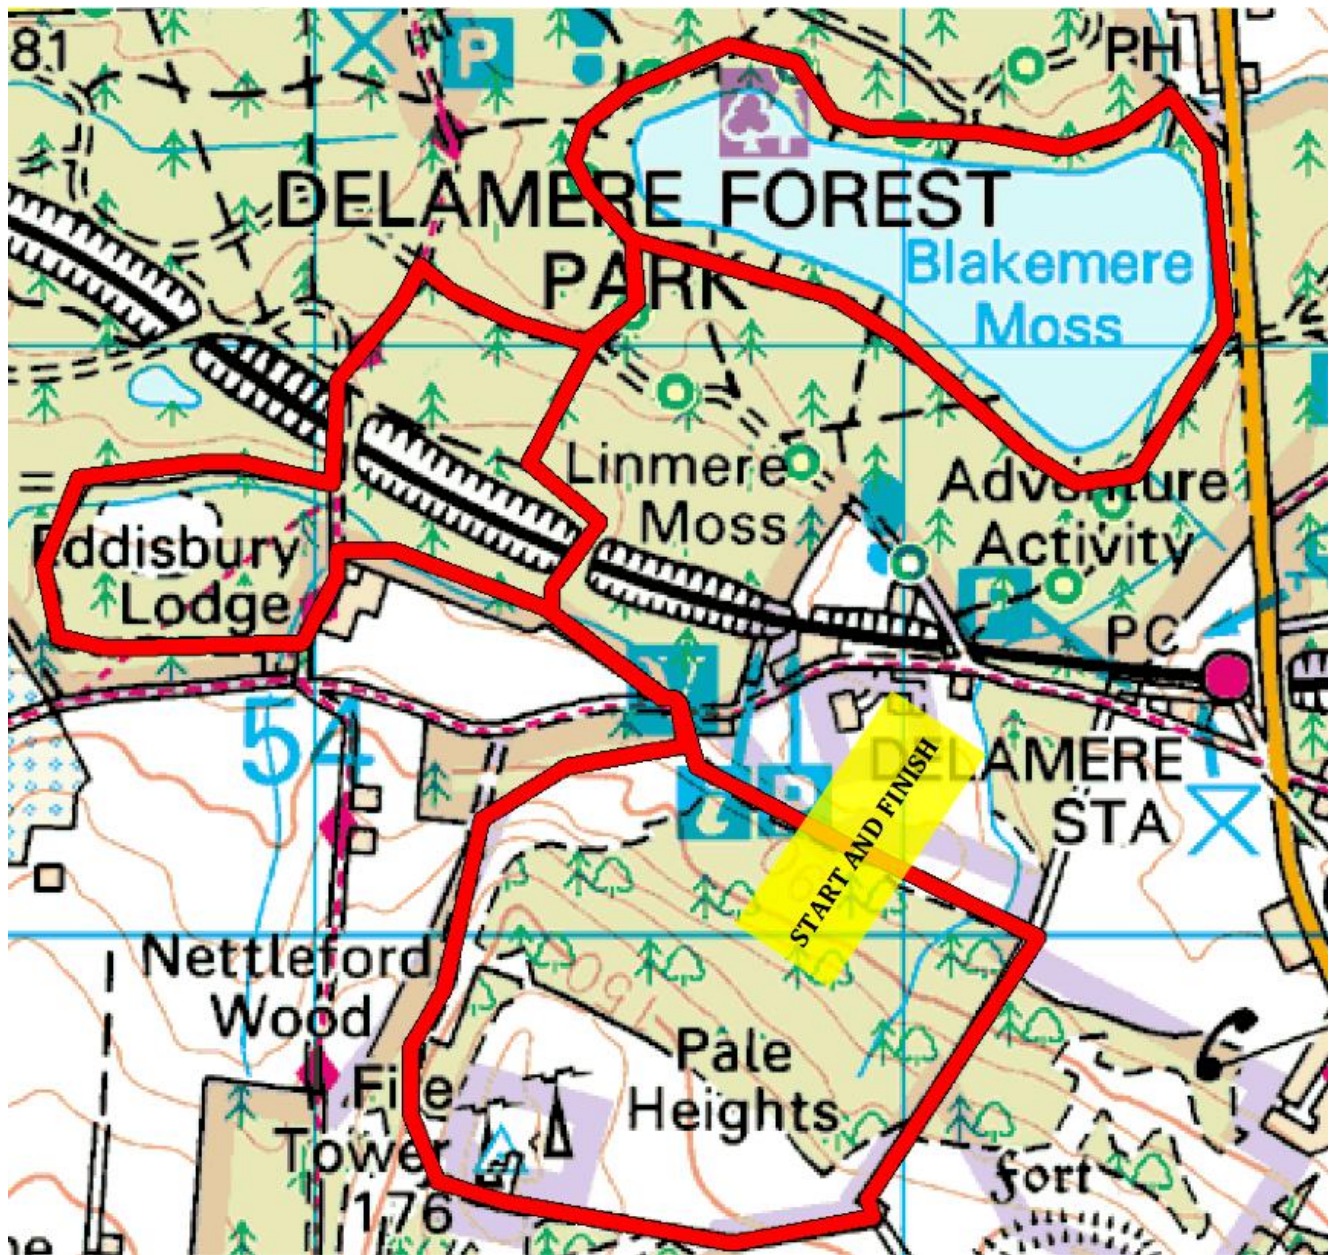 81
P
PH
DELAMERE FOREST
PARK
Blakemere
Moss
Linmere
Moss
Adventure
Activity
Eddisbury
Lodge
PC
54
DELAMERE
STA
START AND FINISH
P
i
Nettleford
Wood
150
Pale
Heights
Fire
Tower
176
Fort